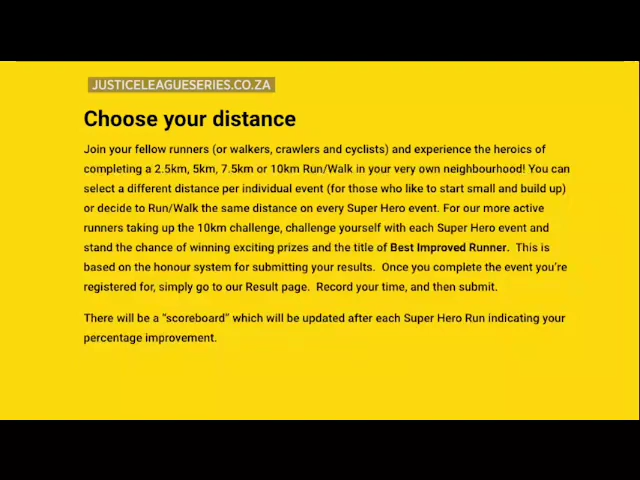 JUSTICELEAGUESERIES.CO.ZA
Choose your distance
Join your fellow runners (or walkers, crawlers and cyclists) and experience the heroics of
completing a 2.5km, 5km, 7.5km or 10km Run/Walk in your very own neighbourhood! You can
select a different distance per individual event (for those who like to start small and build up)
or decide to Run/Walk the same distance on every Super Hero event. For our more active
runners taking up the 10km challenge, challenge yourself with each Super Hero event and
stand the chance of winning exciting prizes and the title of Best Improved Runner. This is
based on the honour system for submitting your results. Once you complete the event you're
registered for, simply go to our Result page. Record your time, and then submit.
There will be a "scoreboard" which will be updated after each Super Hero Run indicating your
percentage improvement.